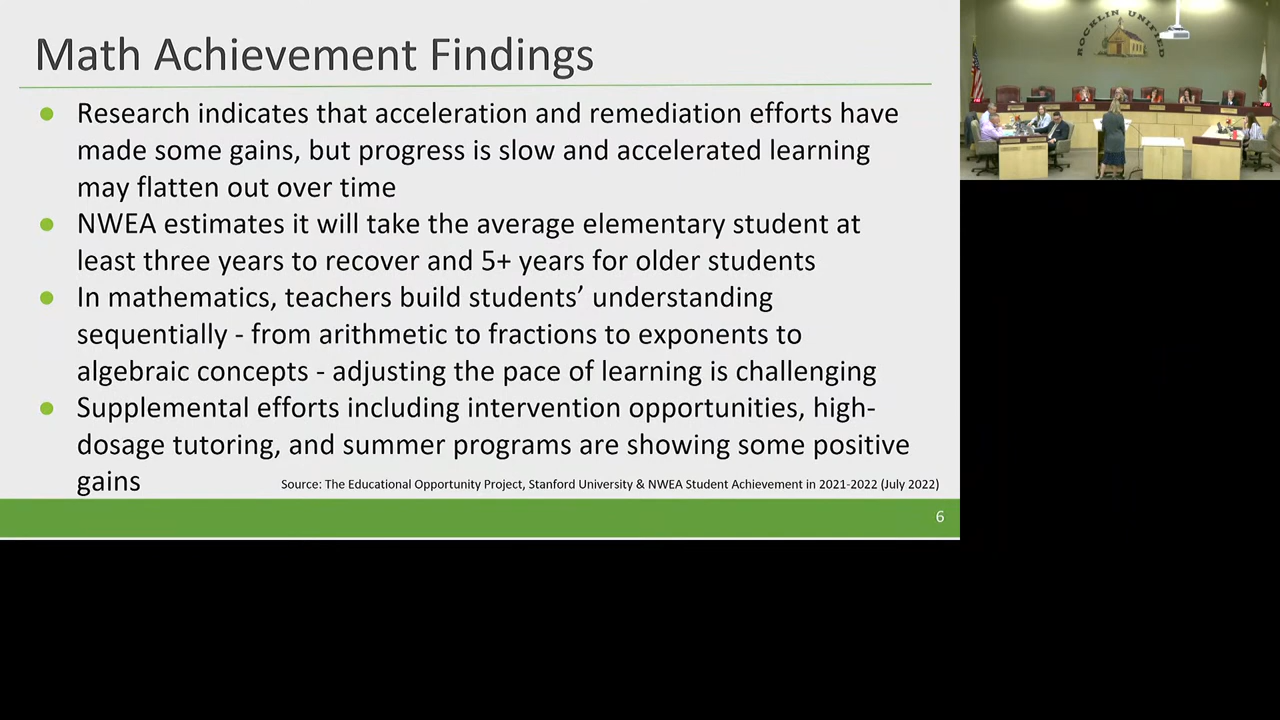 Math Achievement Findings
● Research indicates that acceleration and remediation efforts have
made some gains, but progress is slow and accelerated learning
may flatten out over time
● NWEA estimates it will take the average elementary student at
least three years to recover and 5+ years for older students
● In mathematics, teachers build students’ understanding
sequentially - from arithmetic to fractions to exponents to
algebraic concepts - adjusting the pace of learning is challenging
● Supplemental efforts including intervention opportunities, high-
dosage tutoring, and summer programs are showing some positive
gains
Source: The Educational Opportunity Project, Stanford University & NWEA Student Achievement in 2021-2022 (July 2022)
6
ROCKLIN UNIFIED